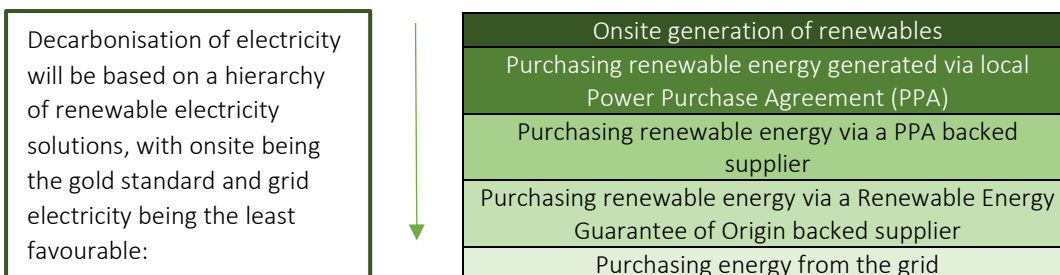 Decarbonisation of electricity
will be based on a hierarchy
of renewable electricity
solutions, with onsite being
the gold standard and grid
electricity being the least
favourable:
Onsite generation of renewables
Purchasing renewable energy generated via local
Power Purchase Agreement (PPA)
Purchasing renewable energy via a PPA backed
supplier
Purchasing renewable energy via a Renewable Energy
Guarantee of Origin backed supplier
Purchasing energy from the grid